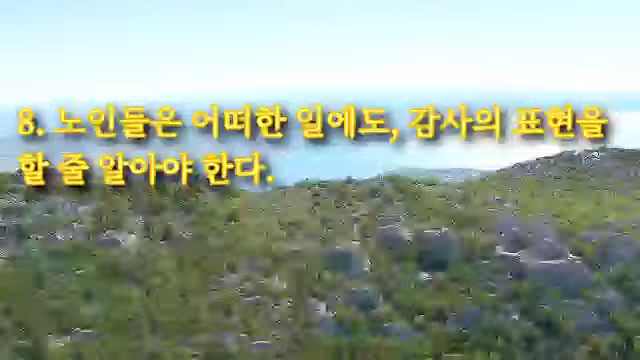 8. 노인들은 어떠한 일에도, 감사의 표현을
할 줄 알아야 한다.